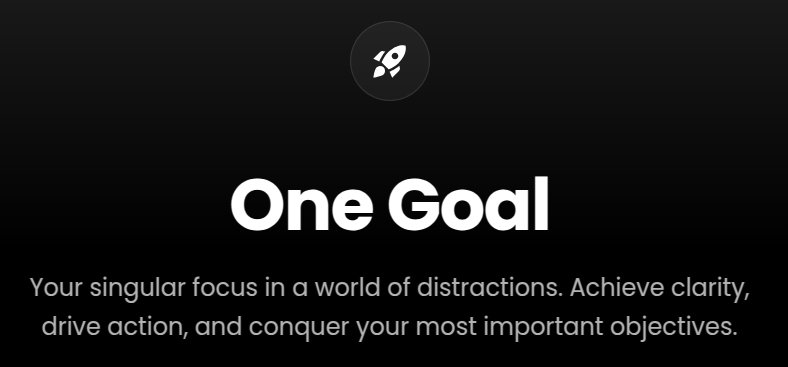 One Goal
Your singular focus in a world of distractions. Achieve clarity,
drive action, and conquer your most important objectives.